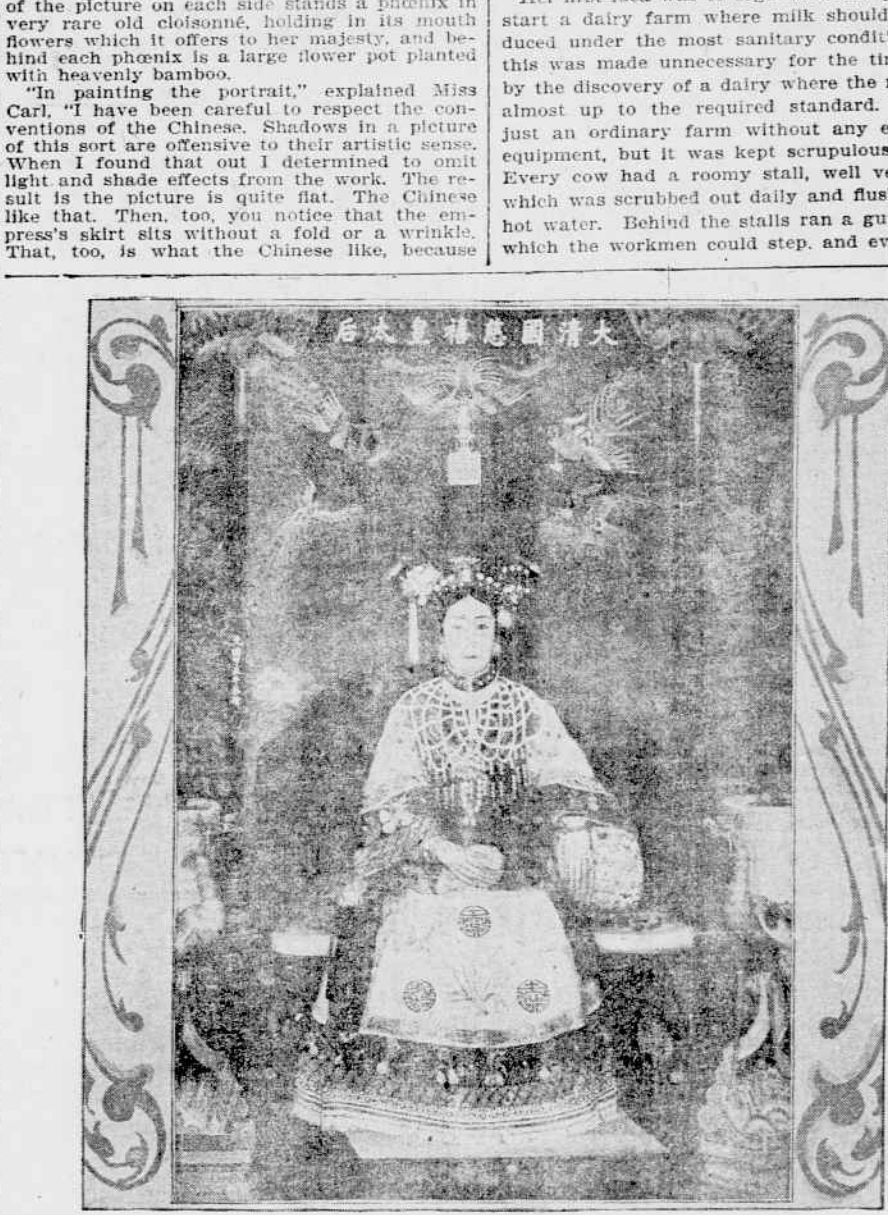 of the picture on each side stands a phœnix in
very rare old cloisonné, holding in its mouth
flowers which it offers to her majesty, and be-
hind each phœnix is a large flower pot planted
with heavenly bamboo.
"In painting the portrait," explained Miss
Carl, "I have been careful to respect the con-
ventions of the Chinese. Shadows in a picture
of this sort are offensive to their artistic sense.
When I found that out I determined to omit
light and shade effects from the work. The re-
sult is the picture is quite flat. The Chinese
like that. Then, too, you notice that the em-
press's skirt sits without a fold or a wrinkle.
That, too, is what the Chinese like, because
start a dairy farm where milk should
duced under the most sanitary condit
this was made unnecessary for the tim
by the discovery of a dairy where the
almost up to the required standard.
just an ordinary farm without any e
equipment, but it was kept scrupulous
Every cow had a roomy stall, well ve
which was scrubbed out daily and flus
hot water. Behind the stalls ran a gu
which the workmen could step, and ev
大清國慈禧皇太后